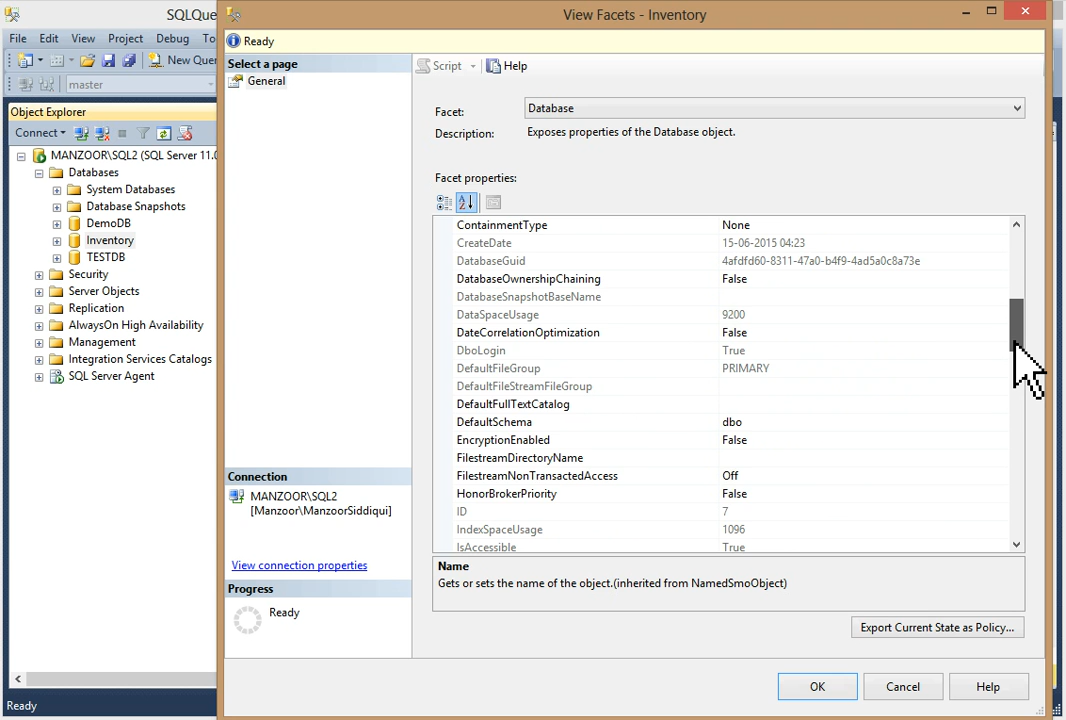 SQLQue
View Facets - Inventory
File Edit View Project Debug To
Ready
New Quer
Select a page
General
Script
Help
master
Facet:
Database
Description:
Exposes properties of the Database object.
Object Explorer
Connect
MANZOOR\SQL2 (SQL Server 11.0
Databases
System Databases
Database Snapshots
DemoDB
Inventory
TESTDB
Security
Server Objects
Replication
AlwaysOn High Availability
Management
Integration Services Catalogs
SQL Server Agent
Facet properties:
ContainmentType None
CreateDate 15-06-2015 04:23
DatabaseGuid 4afdfd60-8311-47a0-b4f9-4ad5a0c8a73e
DatabaseOwnershipChaining False
DatabaseSnapshotBaseName
DataSpaceUsage 9200
DateCorrelationOptimization False
DboLogin True
DefaultFileGroup PRIMARY
DefaultFileStreamFileGroup
DefaultFullTextCatalog
DefaultSchema dbo
EncryptionEnabled False
FilestreamDirectoryName
FilestreamNonTransactedAccess Off
HonorBrokerPriority False
ID 7
IndexSpaceUsage 1096
IsAccessible True
Name
Gets or sets the name of the object.(inherited from NamedSmoObject)
Connection
MANZOOR\SQL2
[Manzoor\ManzoorSiddiqui]
View connection properties
Progress
Ready
Export Current State as Policy...
OK
Cancel
Help
Ready